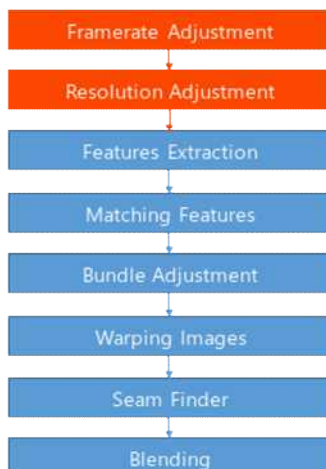 Framerate Adjustment
Resolution Adjustment
Features Extraction
Matching Features
Bundle Adjustment
Warping Images
Seam Finder
Blending